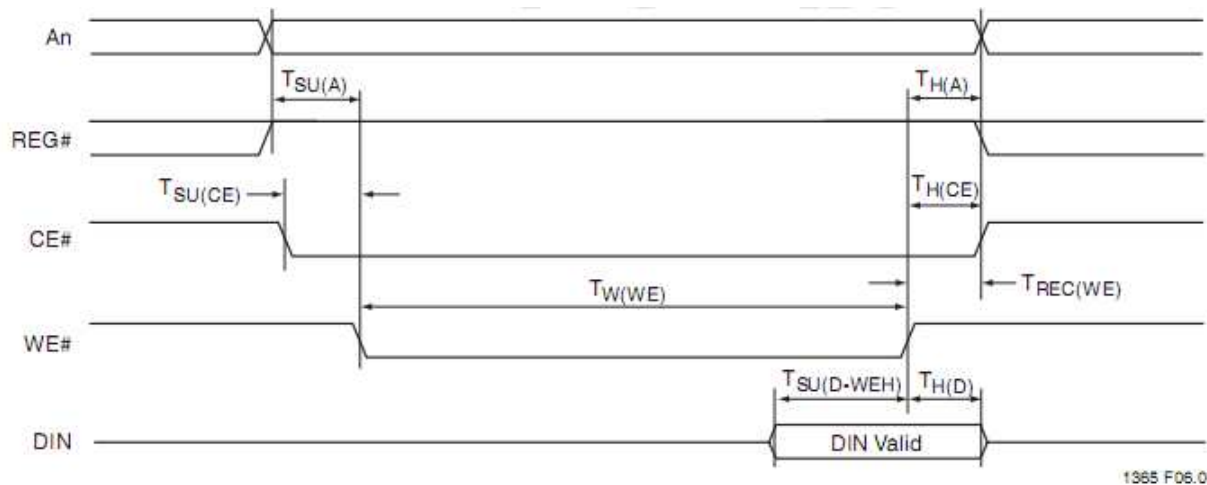 An
TSU(A)
TH(A)
REG#
TSU(CE)
TH(CE)
CE#
TW(WE)
TREC(WE)
WE#
TSU(D-WEH)
TH(D)
DIN
DIN Valid
1365 F06.0